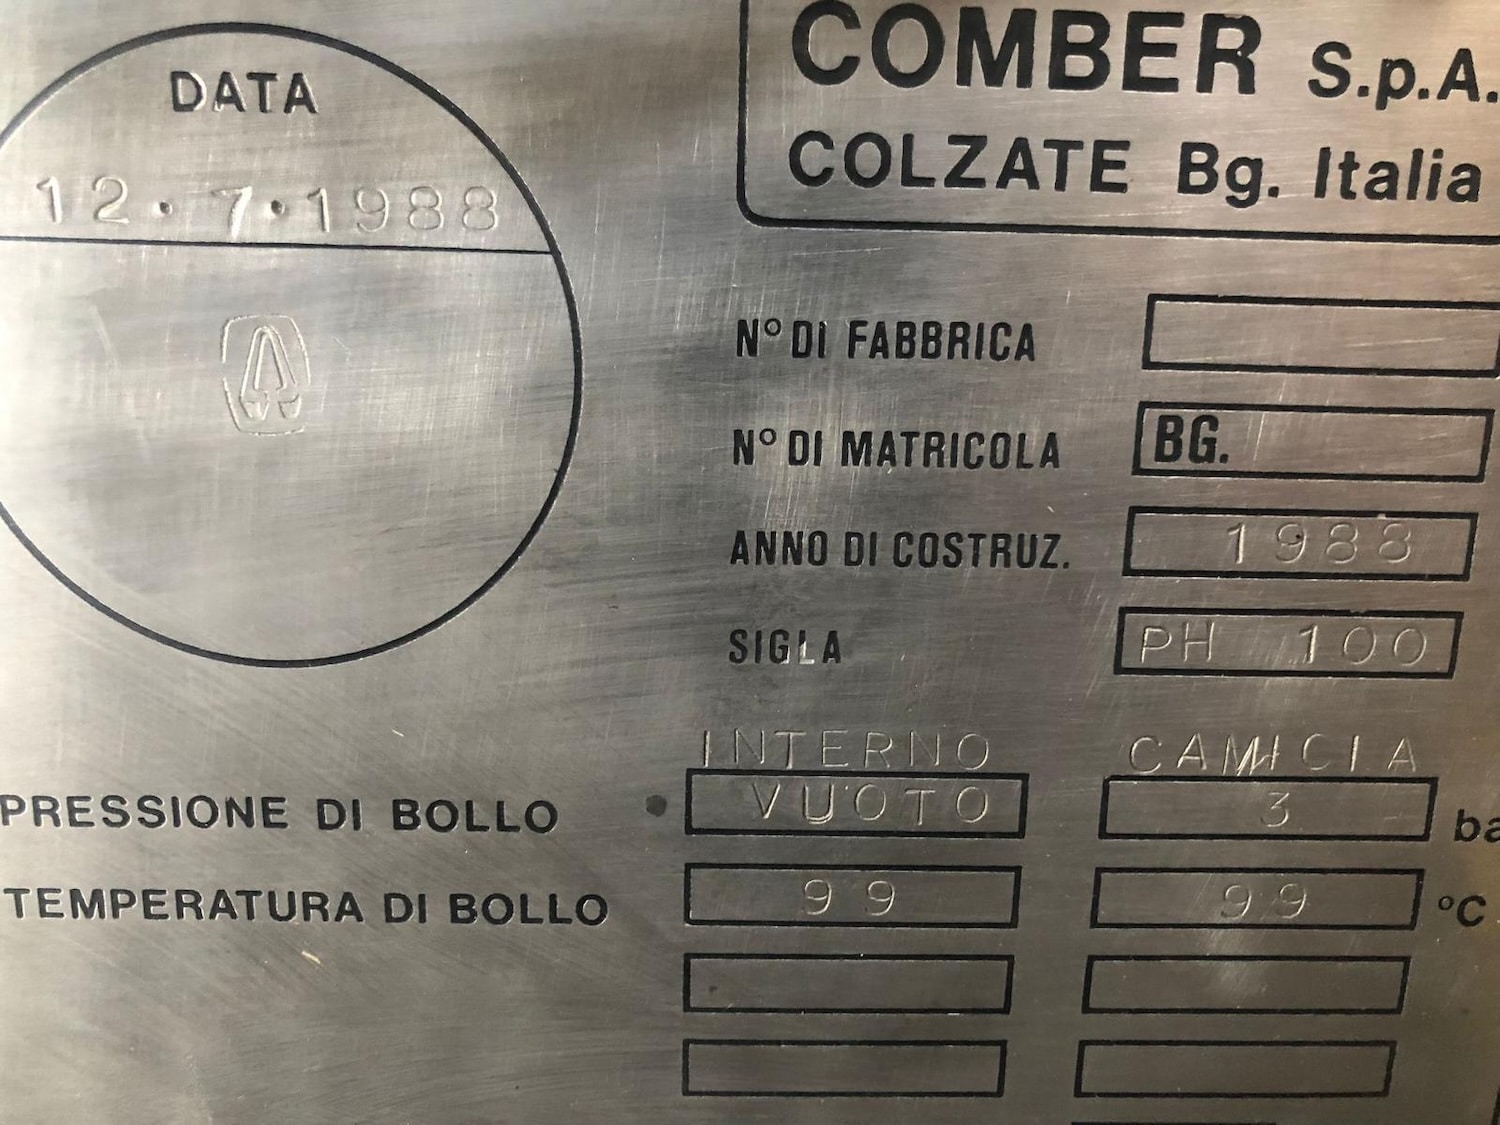 DATA
12.7.1988
COMBER S.p.A.
COLZATE Bg. Italia
N° DI FABBRICA
N° DI MATRICOLA BG.
ANNO DI COSTRUZ. 1988
SIGLA PH 100
INTERNO CAMICIA
PRESSIONE DI BOLLO VUOTO 3 ba
TEMPERATURA DI BOLLO 99 99 °C